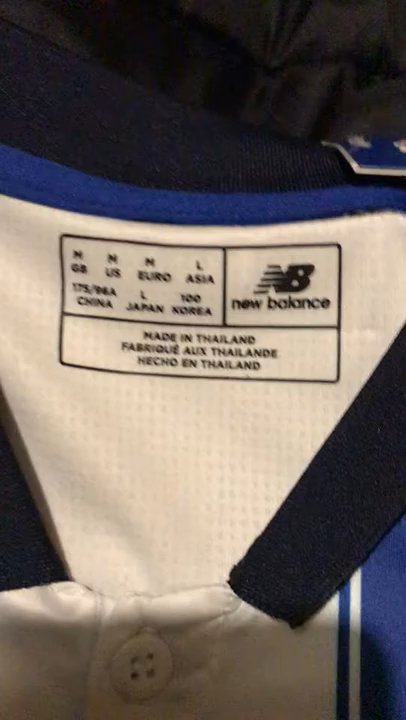 M M M L
GB US EURO ASIA
175/96A L 100
CHINA JAPAN KOREA
NB
new balance
MADE IN THAILAND
FABRIQUÉ AUX THAILANDE
HECHO EN THAILAND